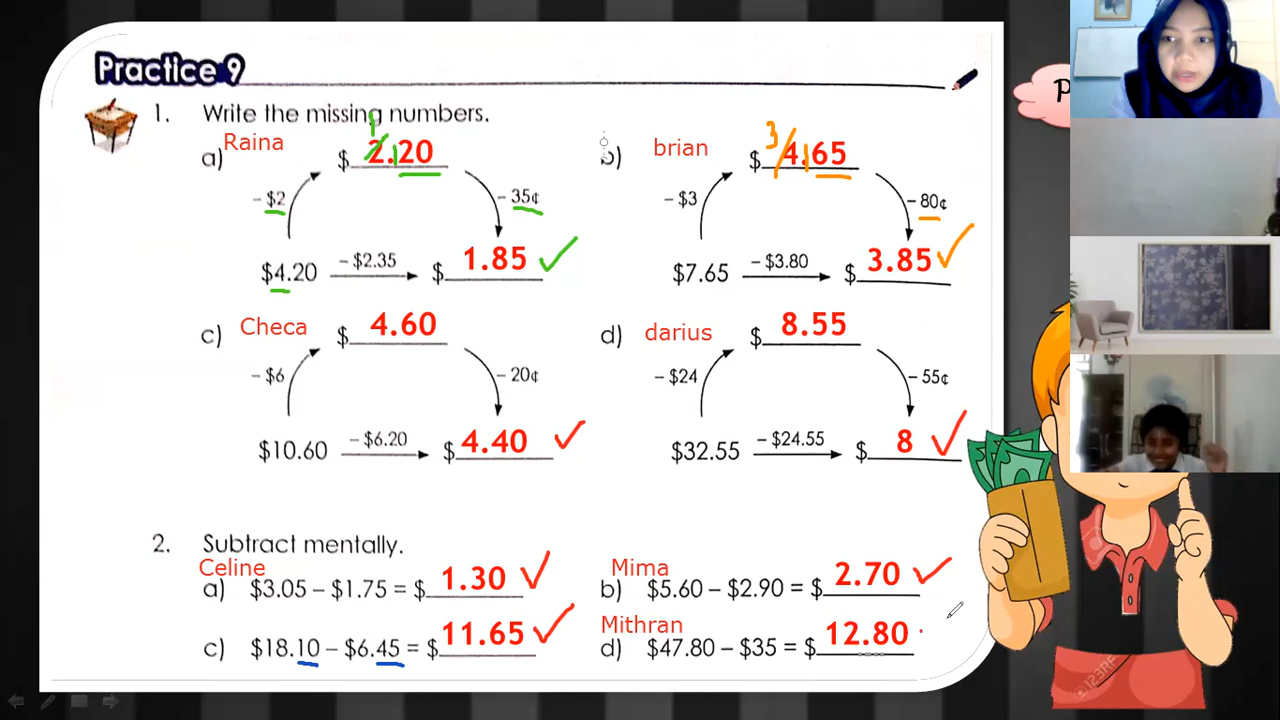 Practice 9
1. Write the missing numbers.
a) Raina $ 2.20
1
- $2
- 35¢
$4.20 - $2.35 $ 1.85
b) brian $ 4.65
3
- $3
- 80¢
$7.65 - $3.80 $ 3.85
c) Checa $ 4.60
- $6
- 20¢
$10.60 - $6.20 $ 4.40
d) darius $ 8.55
- $24
- 55¢
$32.55 - $24.55 $ 8
2. Subtract mentally.
Celine
a) $3.05 – $1.75 = $ 1.30
Mima
b) $5.60 – $2.90 = $ 2.70
c) $18.10 – $6.45 = $ 11.65
Mithran
d) $47.80 – $35 = $ 12.80
123RF